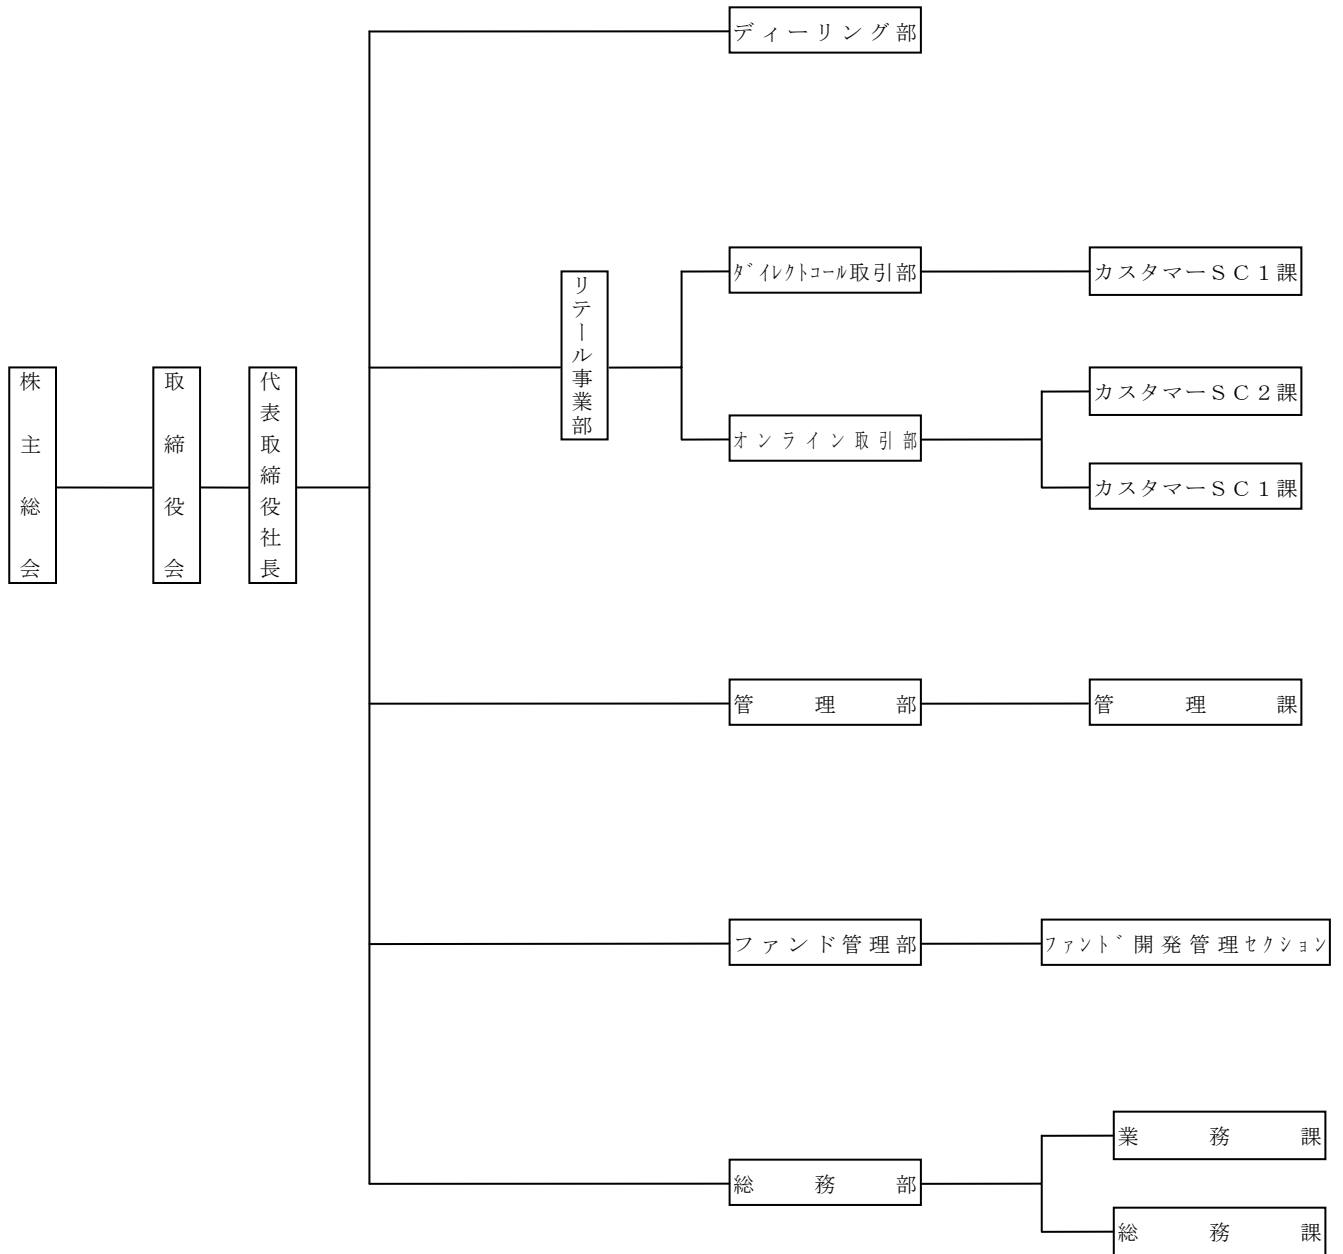 ディーリング部
ダイレクトコール取引部
カスタマーSC1課
リテール事業部
株主総会
取締役会
代表取締役社長
カスタマーSC2課
オンライン取引部
カスタマーSC1課
管理部
管理課
ファンド管理部
ファンド開発管理セクション
業務課
総務部
総務課